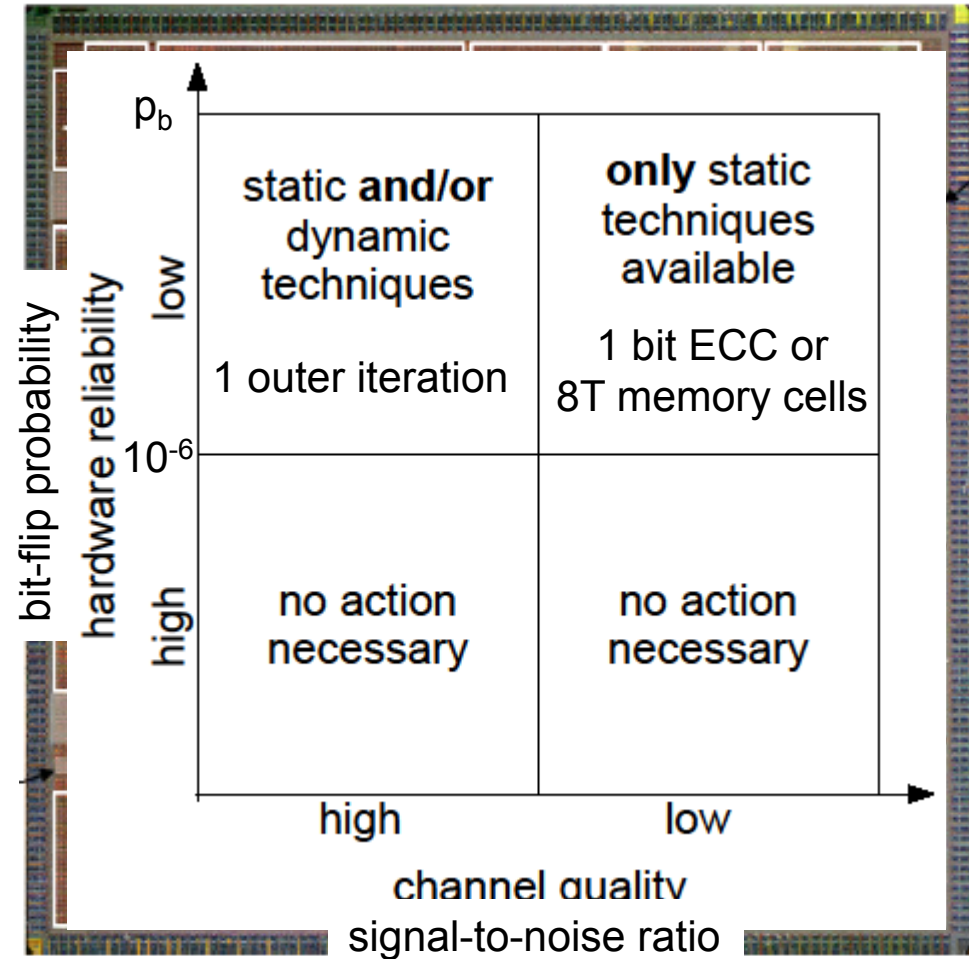 p_b
static and/or
dynamic
techniques
1 outer iteration
only static
techniques
available
1 bit ECC or
8T memory cells
bit-flip probability
hardware reliability
low
10^-6
high
no action
necessary
no action
necessary
high
low
channel quality
signal-to-noise ratio